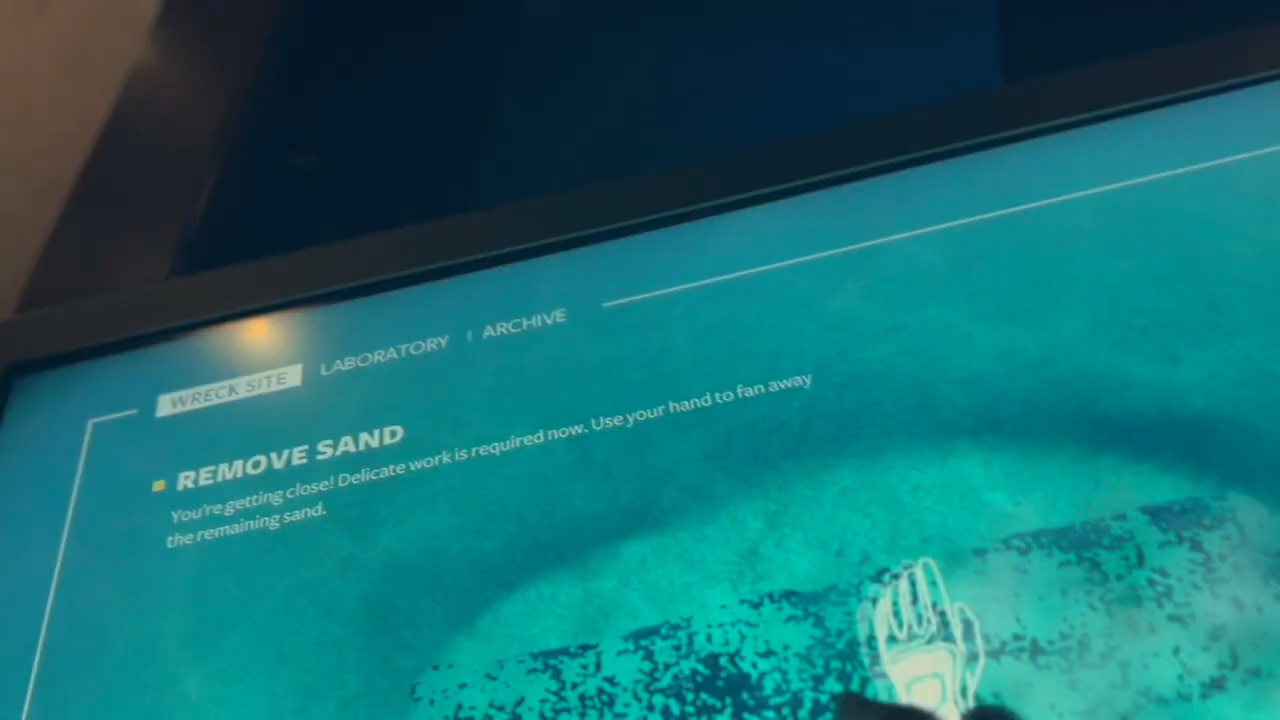 WRECK SITE LABORATORY | ARCHIVE
REMOVE SAND
You're getting close! Delicate work is required now. Use your hand to fan away
the remaining sand.